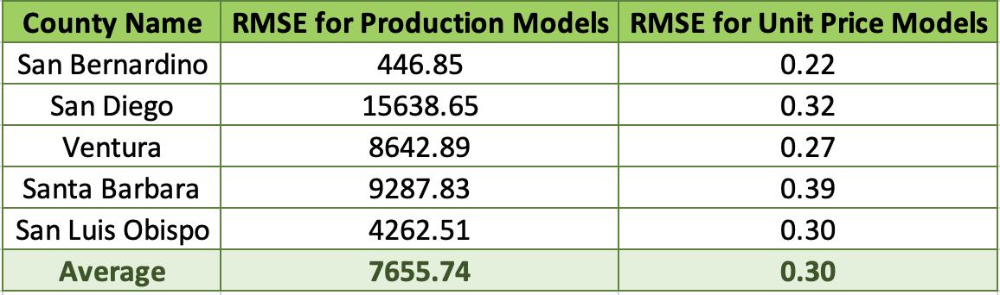 County Name RMSE for Production Models RMSE for Unit Price Models
San Bernardino 446.85 0.22
San Diego 15638.65 0.32
Ventura 8642.89 0.27
Santa Barbara 9287.83 0.39
San Luis Obispo 4262.51 0.30
Average 7655.74 0.30